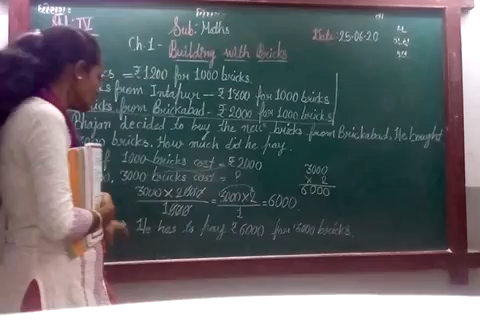 IV
Sub: Maths
Date: 25-06-20
Ch.1- Building with Bricks
= ₹1200 for 1000 bricks
from Intapur - ₹1800 for 1000 bricks
from Brickabad - ₹2000 for 1000 bricks
Bhajan decided to buy the new bricks from Brickabad. He bought
bricks. How much did he pay.
1000 bricks cost = ₹2000
3000 bricks cost = ?
3000 × 2000 / 1000 = 3000×2 / 1 = 6000
3000
× 2
6000
He has to pay ₹6000 for 3000 bricks.